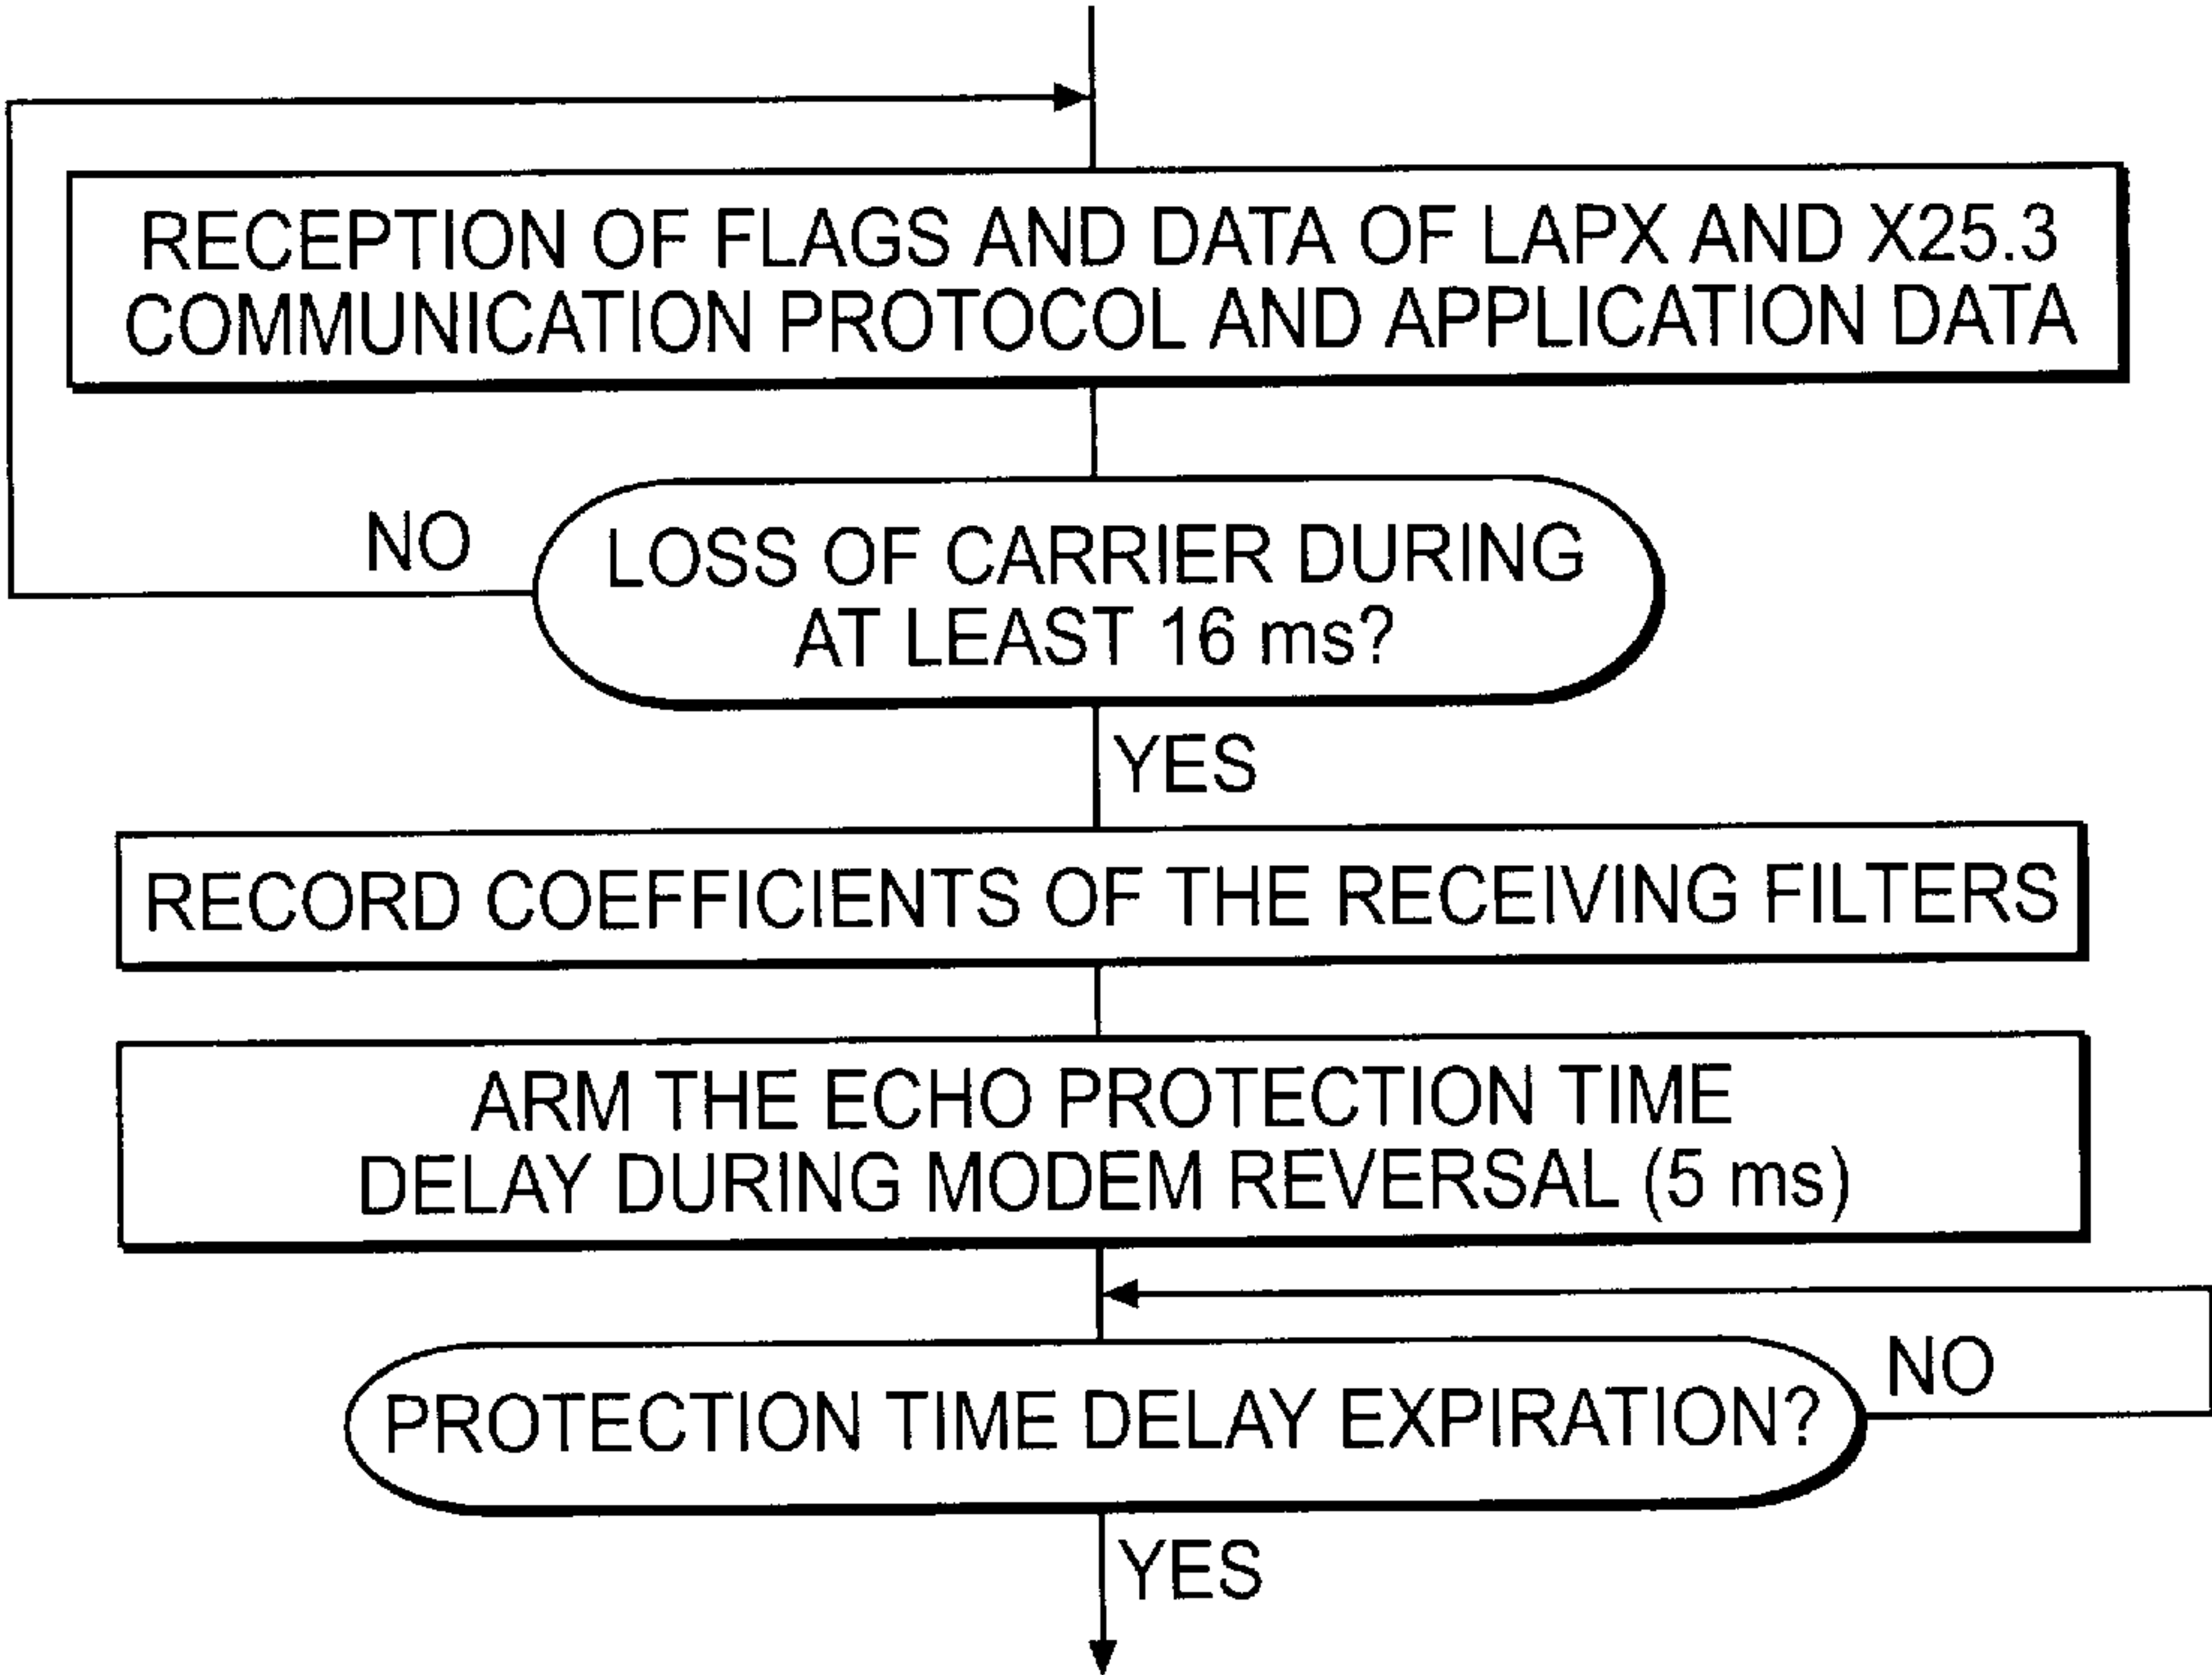 RECEPTION OF FLAGS AND DATA OF LAPX AND X25.3
COMMUNICATION PROTOCOL AND APPLICATION DATA
NO
LOSS OF CARRIER DURING
AT LEAST 16 ms?
YES
RECORD COEFFICIENTS OF THE RECEIVING FILTERS
ARM THE ECHO PROTECTION TIME
DELAY DURING MODEM REVERSAL (5 ms)
NO
PROTECTION TIME DELAY EXPIRATION?
YES